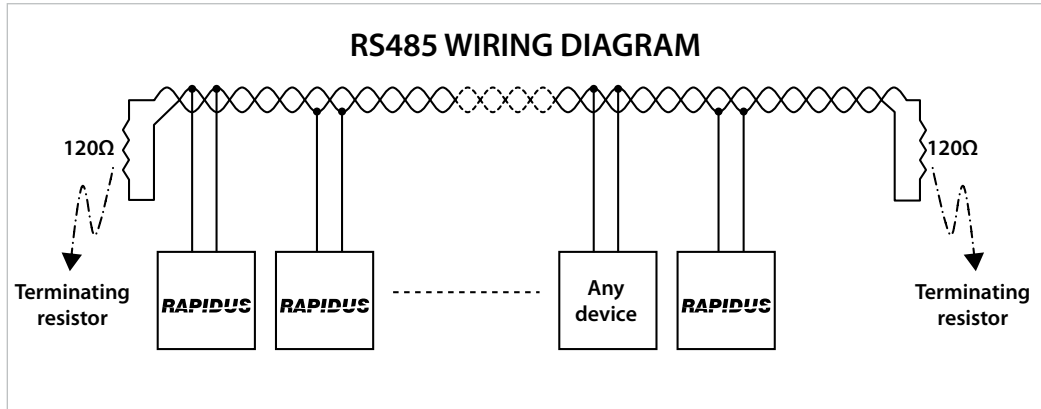 RS485 WIRING DIAGRAM
120Ω
120Ω
Terminating
resistor
RAPIDUS
RAPIDUS
Any
device
RAPIDUS
Terminating
resistor